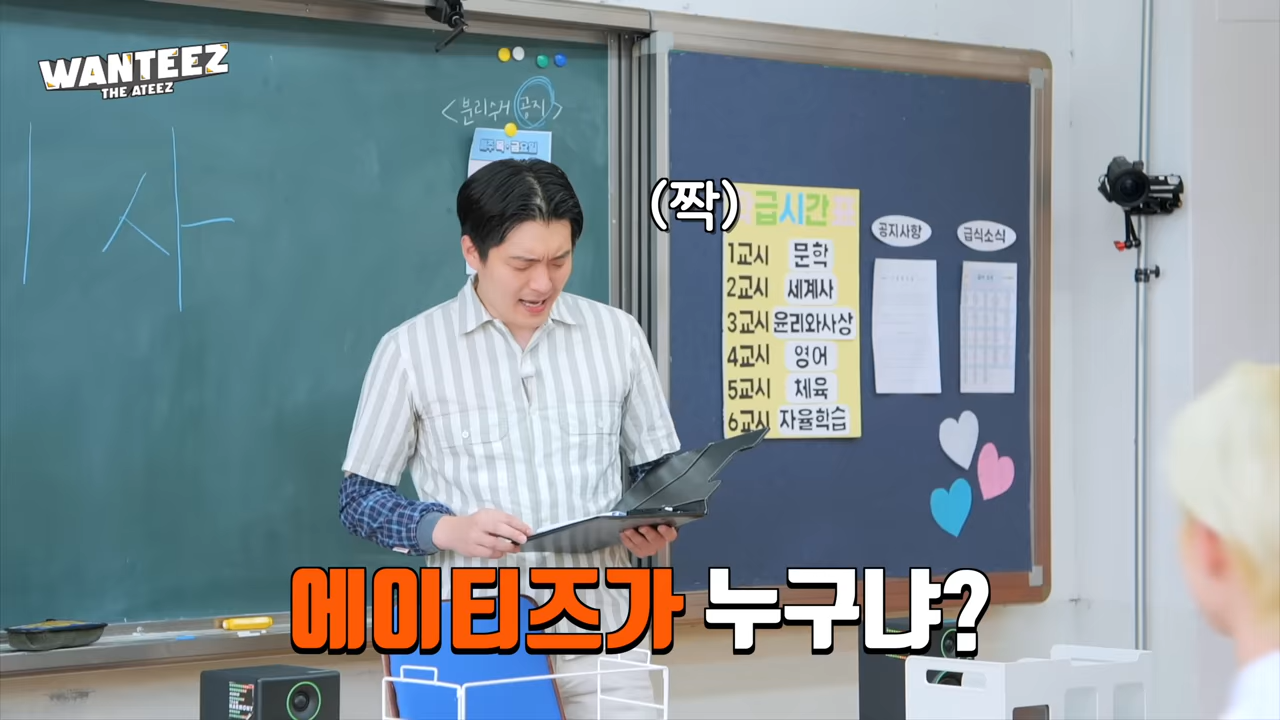 WANTEEZ
THE ATEEZ
<분리수거 공지>
사
(짝)
급시간표
1교시 문학
2교시 세계사
3교시 윤리와사상
4교시 영어
5교시 체육
6교시 자율학습
공지사항
급식소식
에이티즈가 누구냐?